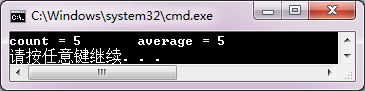 C:\Windows\system32\cmd.exe
count = 5       average = 5
请按任意键继续. . .